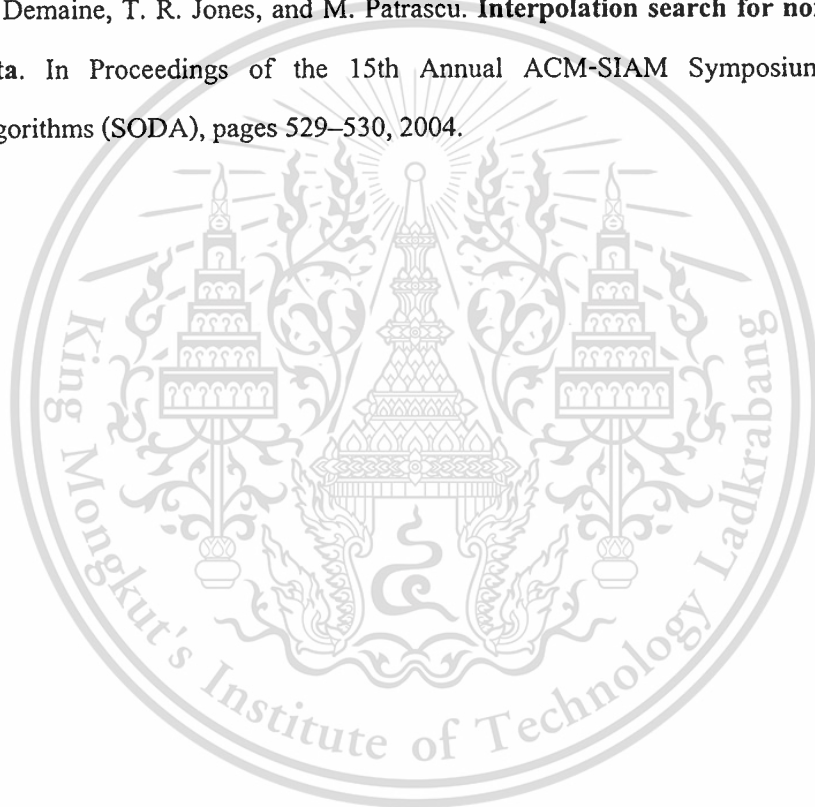 Demaine, T. R. Jones, and M. Patrascu. Interpolation search for no
ta. In Proceedings of the 15th Annual ACM-SIAM Symposium
gorithms (SODA), pages 529–530, 2004.
King Mongkut's Institute of Technology Ladkrabang